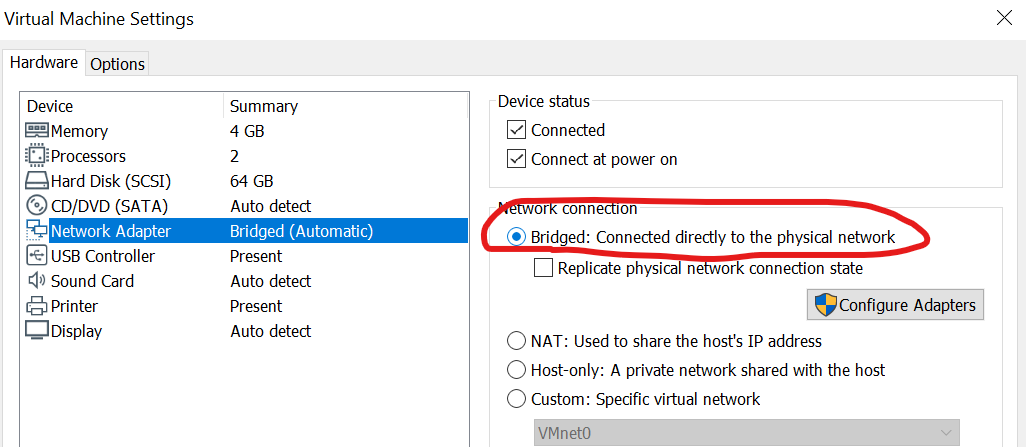 Virtual Machine Settings
Hardware Options
Device Summary
Memory 4 GB
Processors 2
Hard Disk (SCSI) 64 GB
CD/DVD (SATA) Auto detect
Network Adapter Bridged (Automatic)
USB Controller Present
Sound Card Auto detect
Printer Present
Display Auto detect
Device status
Connected
Connect at power on
Network connection
Bridged: Connected directly to the physical network
Replicate physical network connection state
Configure Adapters
NAT: Used to share the host's IP address
Host-only: A private network shared with the host
Custom: Specific virtual network
VMnet0